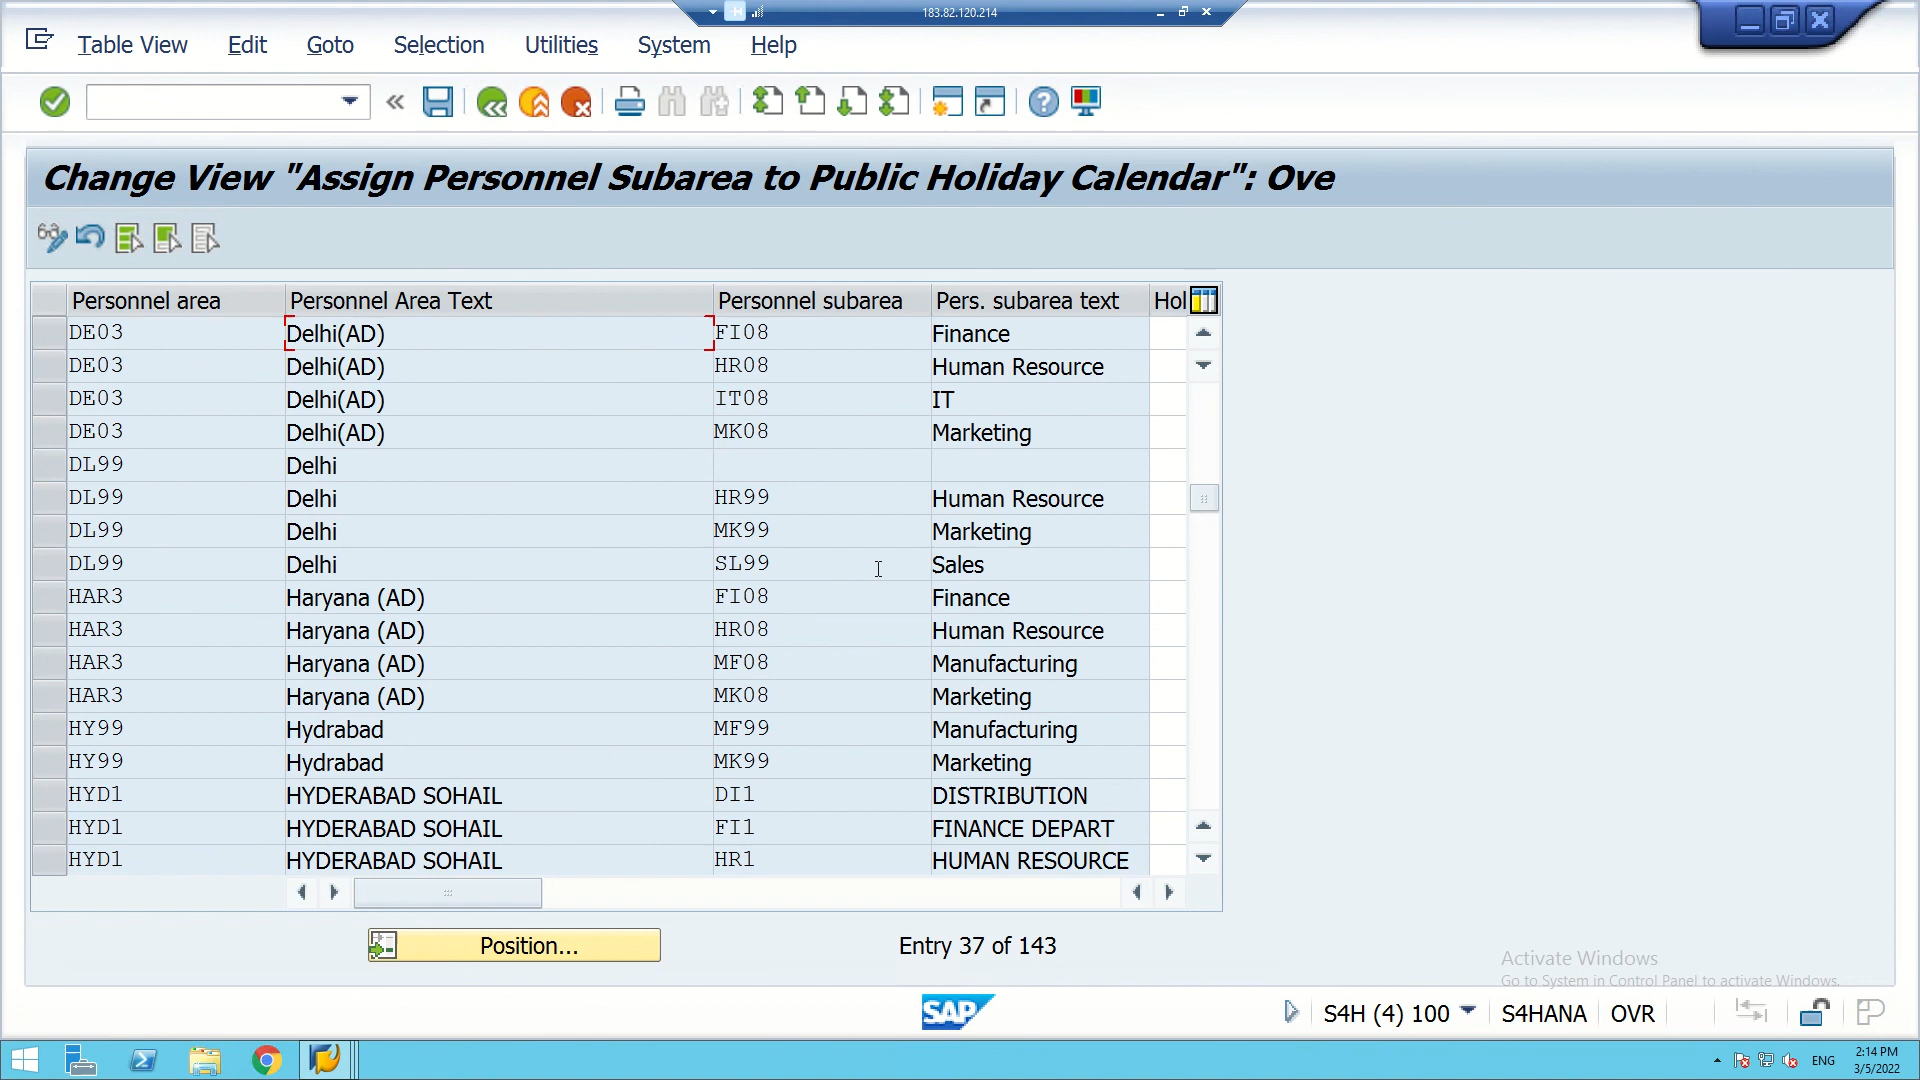 183.82.120.214
Table View Edit Goto Selection Utilities System Help
Change View "Assign Personnel Subarea to Public Holiday Calendar": Ove
Personnel area Personnel Area Text Personnel subarea Pers. subarea text Hol
DE03 Delhi(AD) FI08 Finance
DE03 Delhi(AD) HR08 Human Resource
DE03 Delhi(AD) IT08 IT
DE03 Delhi(AD) MK08 Marketing
DL99 Delhi
DL99 Delhi HR99 Human Resource
DL99 Delhi MK99 Marketing
DL99 Delhi SL99 Sales
HAR3 Haryana (AD) FI08 Finance
HAR3 Haryana (AD) HR08 Human Resource
HAR3 Haryana (AD) MF08 Manufacturing
HAR3 Haryana (AD) MK08 Marketing
HY99 Hydrabad MF99 Manufacturing
HY99 Hydrabad MK99 Marketing
HYD1 HYDERABAD SOHAIL DI1 DISTRIBUTION
HYD1 HYDERABAD SOHAIL FI1 FINANCE DEPART
HYD1 HYDERABAD SOHAIL HR1 HUMAN RESOURCE
Position... Entry 37 of 143
Activate Windows
Go to System in Control Panel to activate Windows.
SAP S4H (4) 100 S4HANA OVR
ENG 2:14 PM
3/5/2022